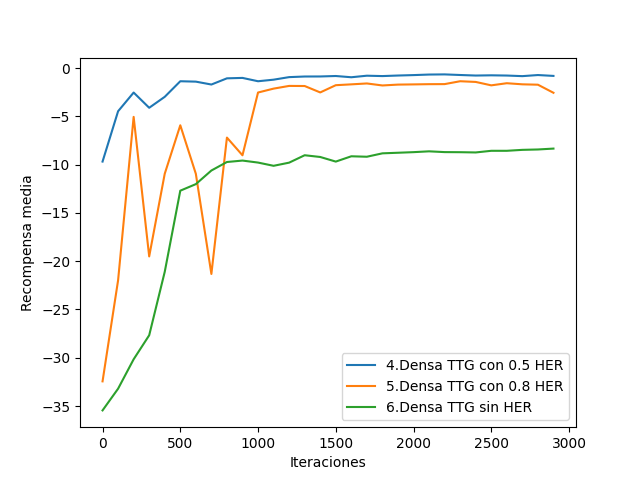 0
−5
−10
−15
−20
−25
−30
−35
Recompensa media
4.Densa TTG con 0.5 HER
5.Densa TTG con 0.8 HER
6.Densa TTG sin HER
0 500 1000 1500 2000 2500 3000
Iteraciones